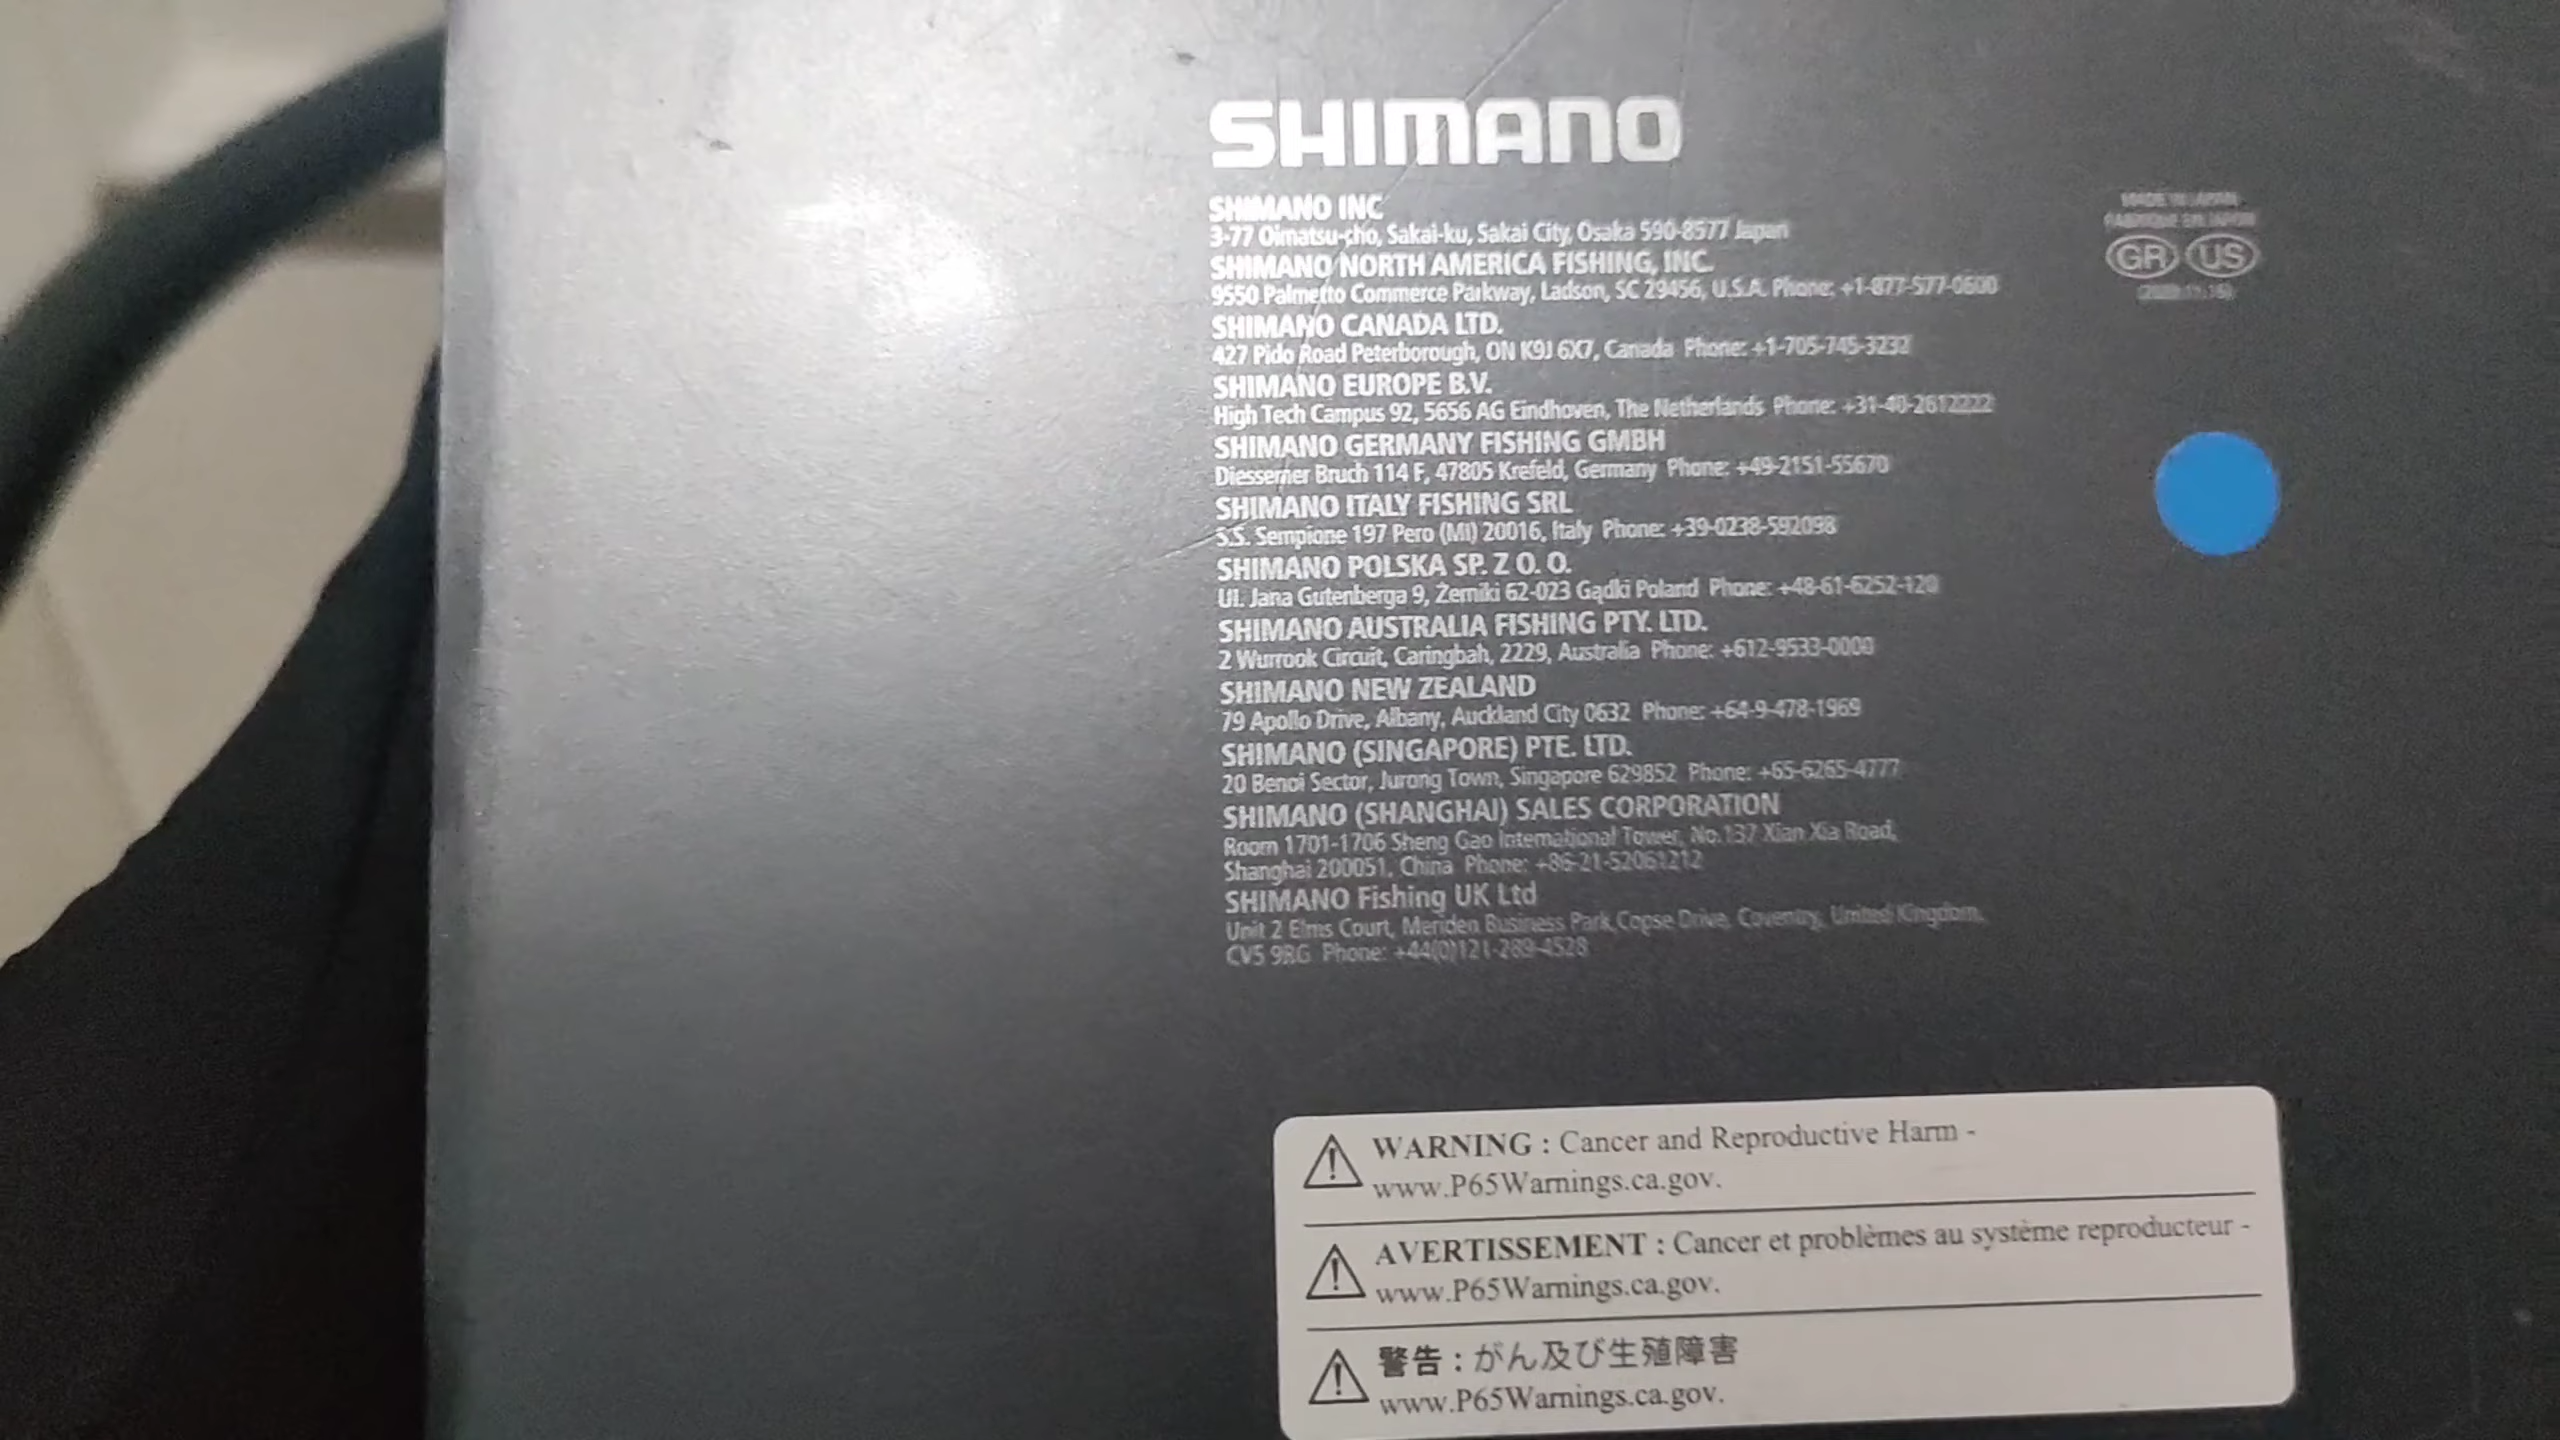 SHIMANO
SHIMANO INC
3-77 Oimatsu-cho, Sakai-ku, Sakai City, Osaka 590-8577 Japan
SHIMANO NORTH AMERICA FISHING, INC.
9550 Palmetto Commerce Parkway, Ladson, SC 29456, U.S.A. Phone: +1-877-577-0600
SHIMANO CANADA LTD.
427 Pido Road Peterborough, ON K9J 6X7, Canada Phone: +1-705-745-3232
SHIMANO EUROPE B.V.
High Tech Campus 92, 5656 AG Eindhoven, The Netherlands Phone: +31-40-2612222
SHIMANO GERMANY FISHING GMBH
Diessemer Bruch 114 F, 47805 Krefeld, Germany Phone: +49-2151-55670
SHIMANO ITALY FISHING SRL
S.S. Sempione 197 Pero (MI) 20016, Italy Phone: +39-0238-592098
SHIMANO POLSKA SP. Z O. O.
Ul. Jana Gutenberga 9, Żerniki 62-023 Gądki Poland Phone: +48-61-6252-120
SHIMANO AUSTRALIA FISHING PTY. LTD.
2 Wurrook Circuit, Caringbah, 2229, Australia Phone: +612-9533-0000
SHIMANO NEW ZEALAND
79 Apollo Drive, Albany, Auckland City 0632 Phone: +64-9-478-1969
SHIMANO (SINGAPORE) PTE. LTD.
20 Benoi Sector, Jurong Town, Singapore 629852 Phone: +65-6265-4777
SHIMANO (SHANGHAI) SALES CORPORATION
Room 1701-1706 Sheng Gao International Tower, No.137 Xian Xia Road,
Shanghai 200051, China Phone: +86-21-52061212
SHIMANO Fishing UK Ltd
Unit 2 Elms Court, Meriden Business Park, Copse Drive, Coventry, United Kingdom,
CV5 9RG Phone: +44(0)121-289-4528
MADE IN JAPAN
FABRIQUÉ EN JAPON
GR US
WARNING : Cancer and Reproductive Harm -
www.P65Warnings.ca.gov.
AVERTISSEMENT : Cancer et problèmes au système reproducteur -
www.P65Warnings.ca.gov.
警告 : がん及び生殖障害
www.P65Warnings.ca.gov.